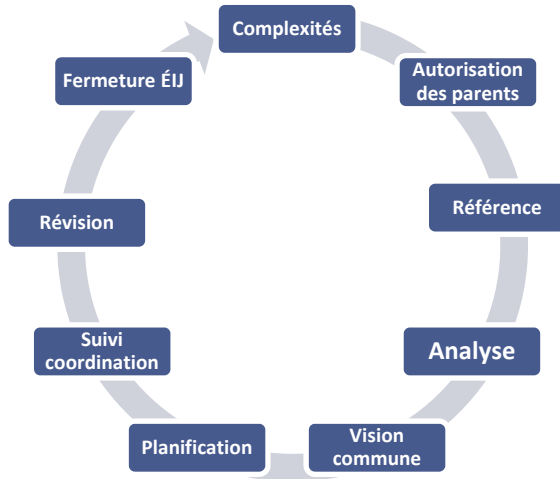 Complexités
Autorisation
des parents
Référence
Analyse
Vision
commune
Planification
Suivi
coordination
Révision
Fermeture ÉIJ